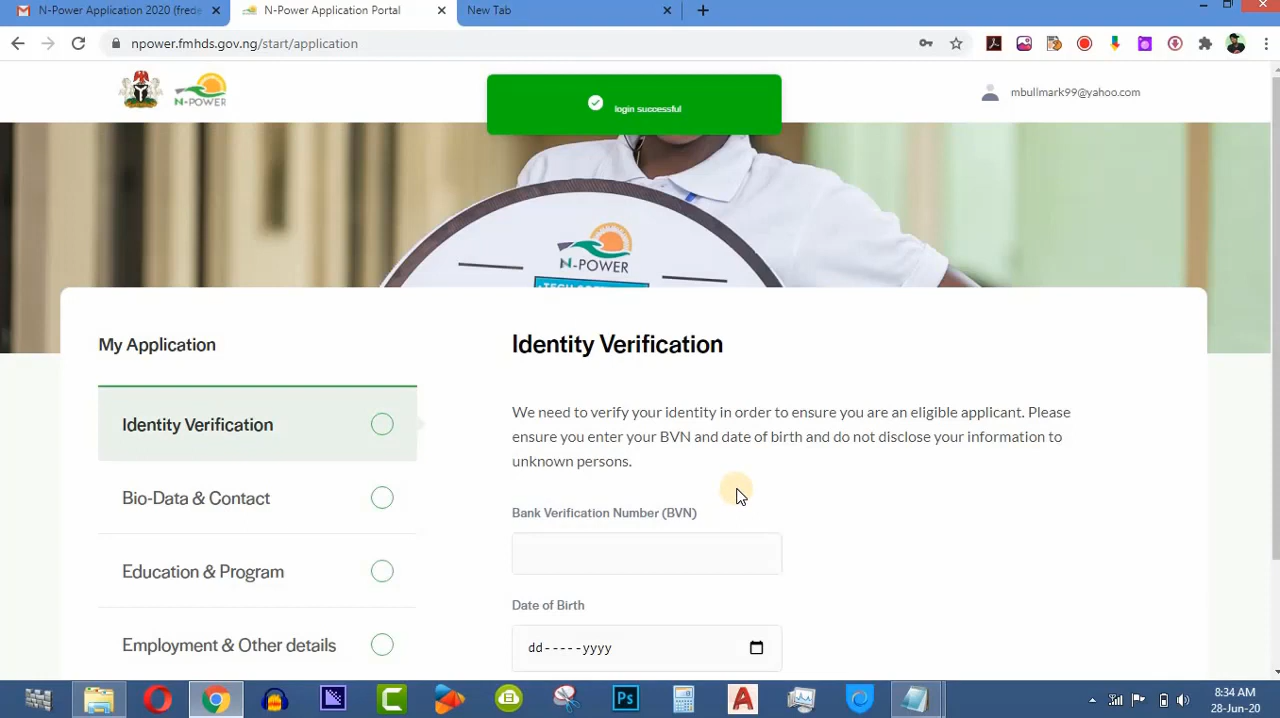 N-Power Application 2020 (frede
N-Power Application Portal
New Tab
npower.fmhds.gov.ng/start/application
N-POWER
login successful
mbullmark99@yahoo.com
N-POWER
My Application
Identity Verification
Identity Verification
We need to verify your identity in order to ensure you are an eligible applicant. Please
ensure you enter your BVN and date of birth and do not disclose your information to
unknown persons.
Bio-Data & Contact
Bank Verification Number (BVN)
Education & Program
Date of Birth
Employment & Other details
dd-----yyyy
Ps
8:34 AM
28-Jun-20